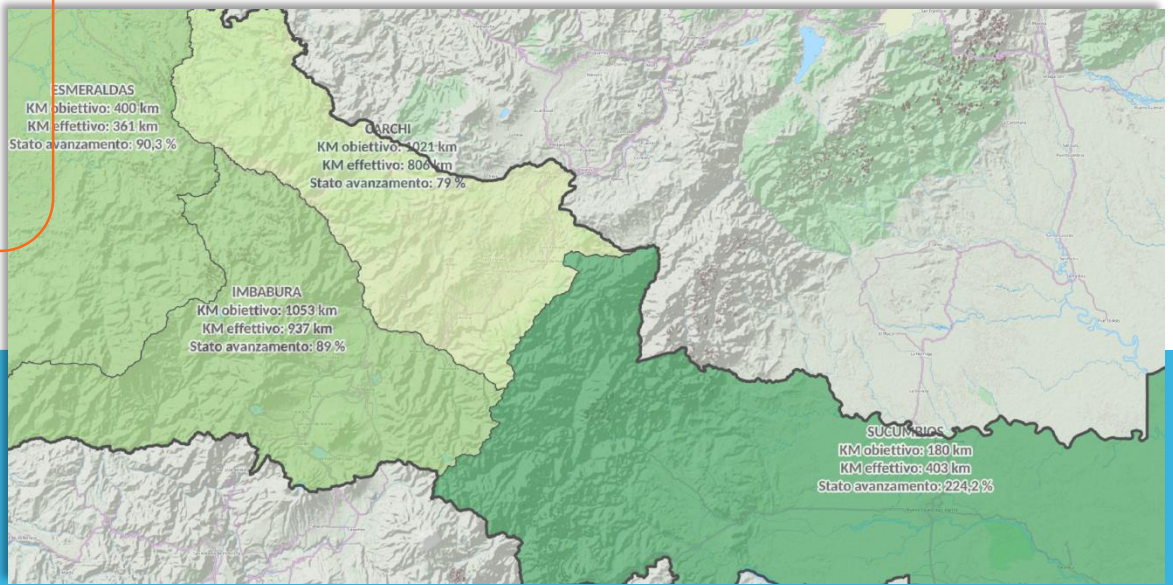 ESMERALDAS
KM obiettivo: 400 km
KM effettivo: 361 km
Stato avanzamento: 90,3 %
CARCHI
KM obiettivo: 1021 km
KM effettivo: 806 km
Stato avanzamento: 79 %
IMBABURA
KM obiettivo: 1053 km
KM effettivo: 937 km
Stato avanzamento: 89 %
SUCUMBIOS
KM obiettivo: 180 km
KM effettivo: 403 km
Stato avanzamento: 224,2 %